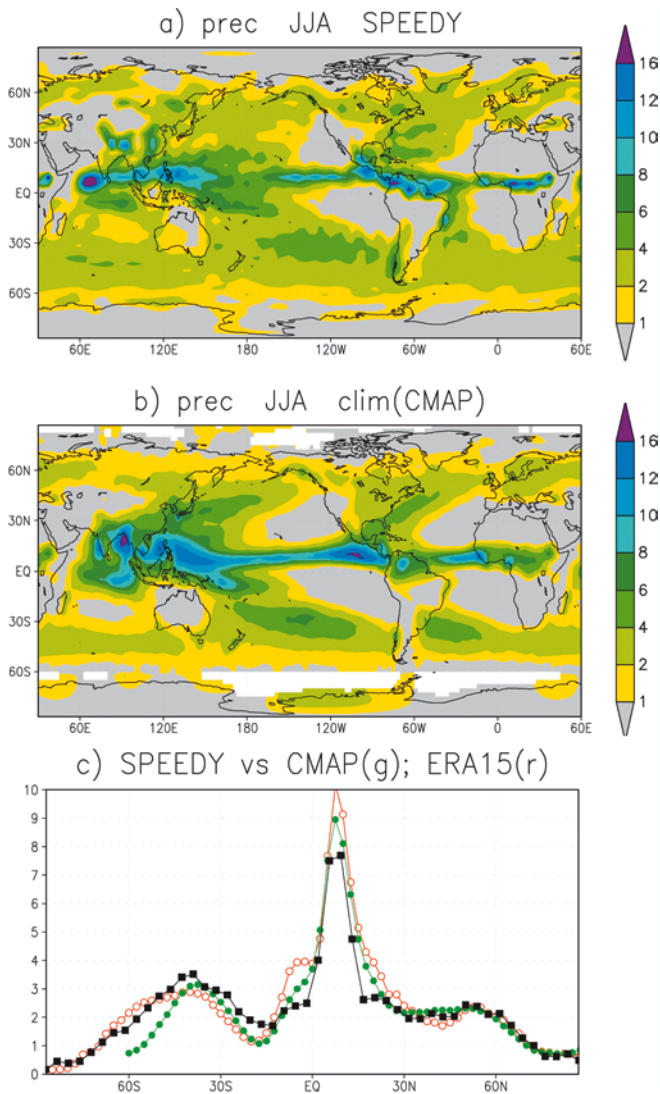 a) prec JJA SPEEDY
60N
30N
EQ
30S
60S
60E 120E 180 120W 60W 0 60E
16
12
10
8
6
4
2
1
b) prec JJA clim(CMAP)
60N
30N
EQ
30S
60S
60E 120E 180 120W 60W 0 60E
16
12
10
8
6
4
2
1
c) SPEEDY vs CMAP(g); ERA15(r)
10
9
8
7
6
5
4
3
2
1
0
60S 30S EQ 30N 60N